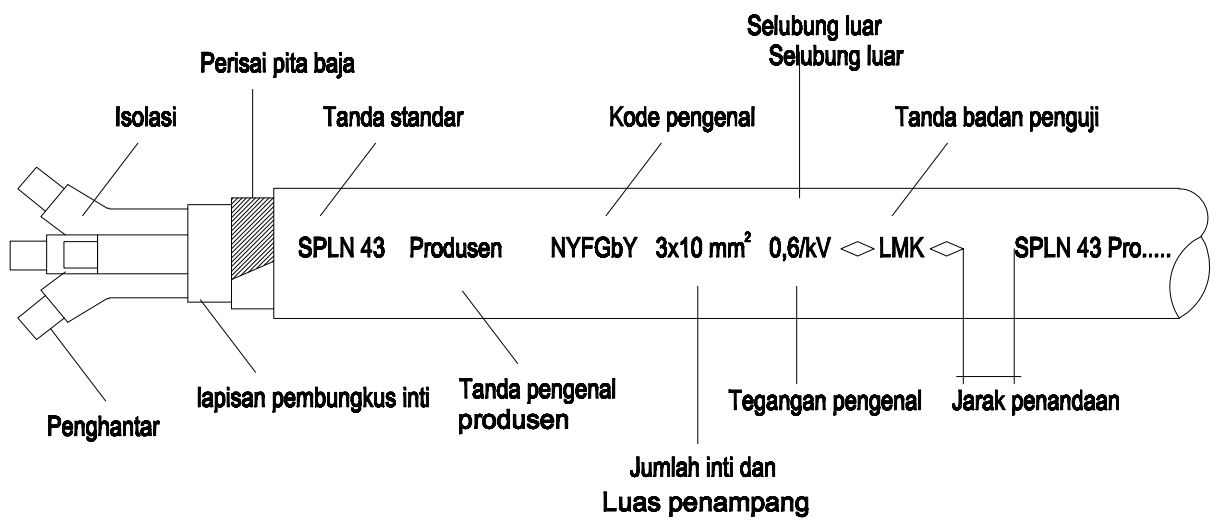 Selubung luar
Selubung luar
Perisai pita baja
Isolasi
Tanda standar
Kode pengenal
Tanda badan penguji
SPLN 43 Produsen NYFGbY 3x10 mm² 0,6/kV LMK SPLN 43 Pro.....
lapisan pembungkus inti
Tanda pengenal
produsen
Tegangan pengenal
Jarak penandaan
Penghantar
Jumlah inti dan
Luas penampang